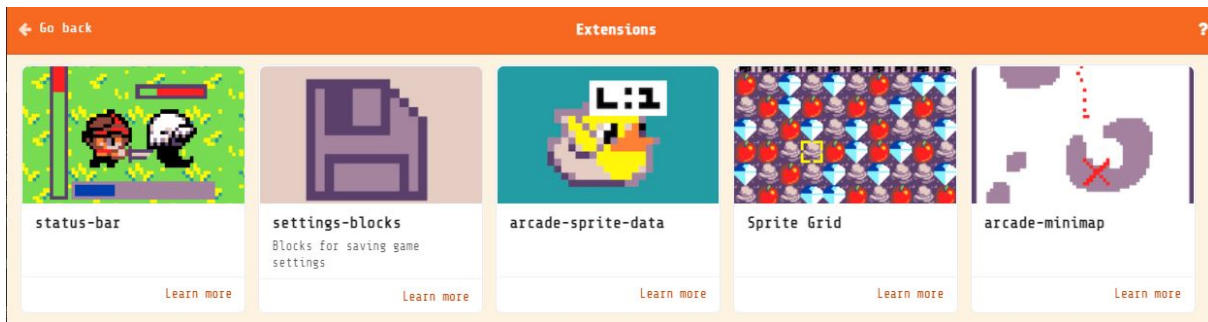 Go back
Extensions
?
L:1
status-bar
settings-blocks
Blocks for saving game
settings
arcade-sprite-data
Sprite Grid
arcade-minimap
Learn more
Learn more
Learn more
Learn more
Learn more